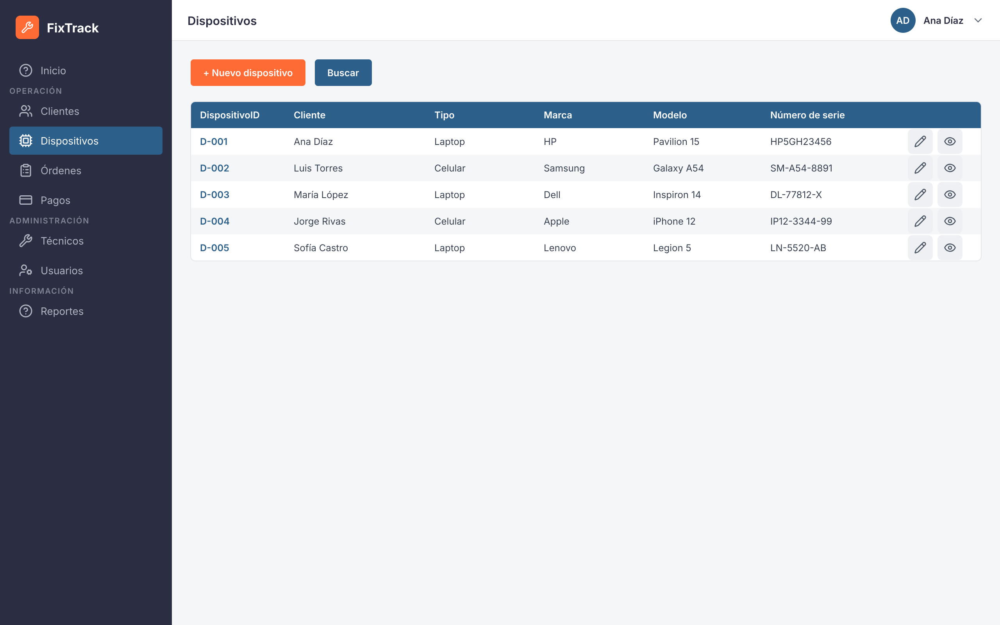 FixTrack
Inicio
OPERACIÓN
Clientes
Dispositivos
Órdenes
Pagos
ADMINISTRACIÓN
Técnicos
Usuarios
INFORMACIÓN
Reportes
Dispositivos
AD Ana Díaz
+ Nuevo dispositivo Buscar
DispositivoID Cliente Tipo Marca Modelo Número de serie
D-001 Ana Díaz Laptop HP Pavilion 15 HP5GH23456
D-002 Luis Torres Celular Samsung Galaxy A54 SM-A54-8891
D-003 María López Laptop Dell Inspiron 14 DL-77812-X
D-004 Jorge Rivas Celular Apple iPhone 12 IP12-3344-99
D-005 Sofía Castro Laptop Lenovo Legion 5 LN-5520-AB